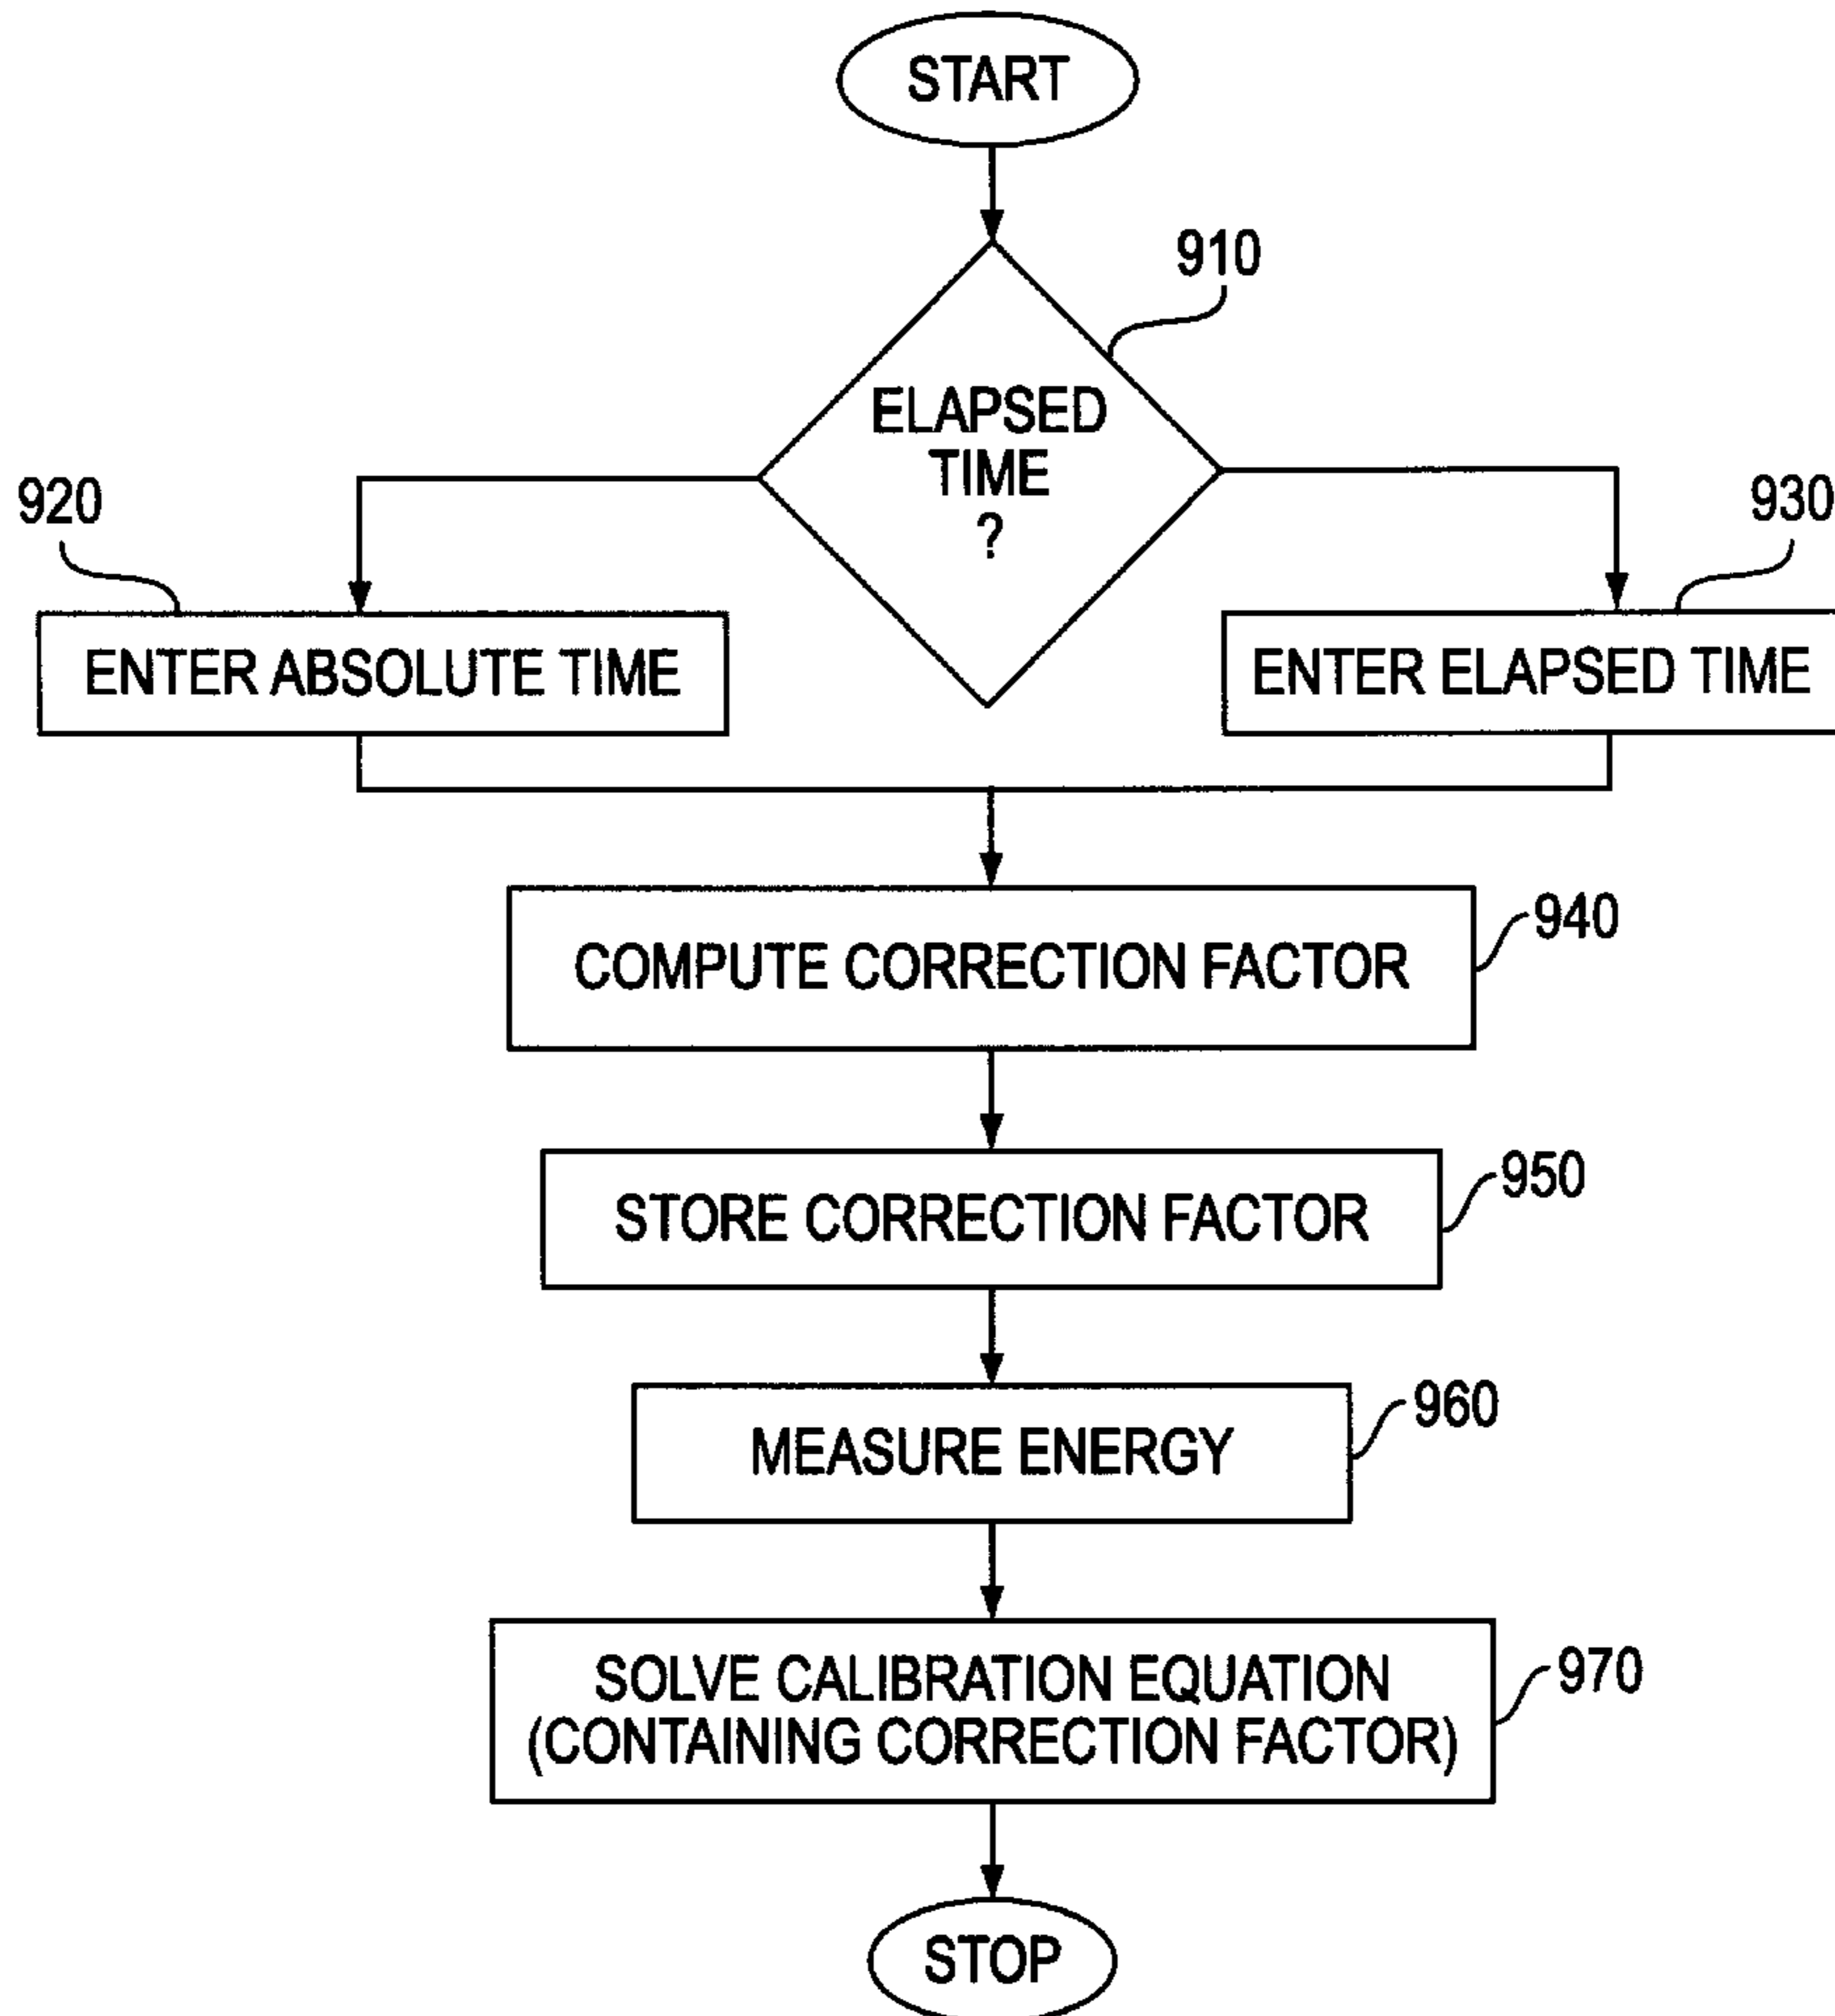 START
910
ELAPSED
TIME
?
920
930
ENTER ABSOLUTE TIME
ENTER ELAPSED TIME
COMPUTE CORRECTION FACTOR
940
STORE CORRECTION FACTOR
950
MEASURE ENERGY
960
SOLVE CALIBRATION EQUATION
(CONTAINING CORRECTION FACTOR)
970
STOP